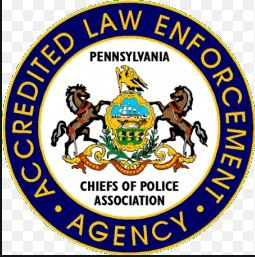 ACCREDITED LAW ENFORCEMENT
PENNSYLVANIA
CHIEFS OF POLICE
ASSOCIATION
• AGENCY •